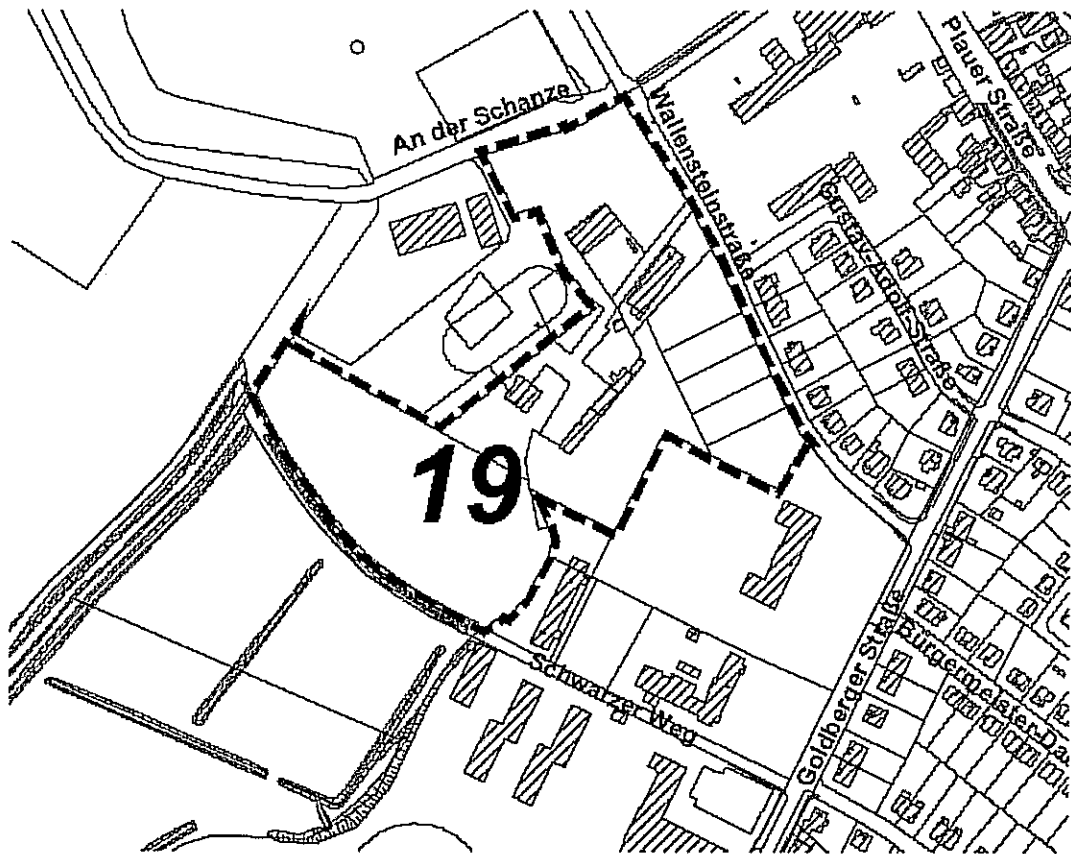 Plauer Straße
An der Schanze
Wallensteinstraße
Gustav-Adolf-Straße
19
Schwarzer Weg
Goldberger Straße
Bürgermeister-Da